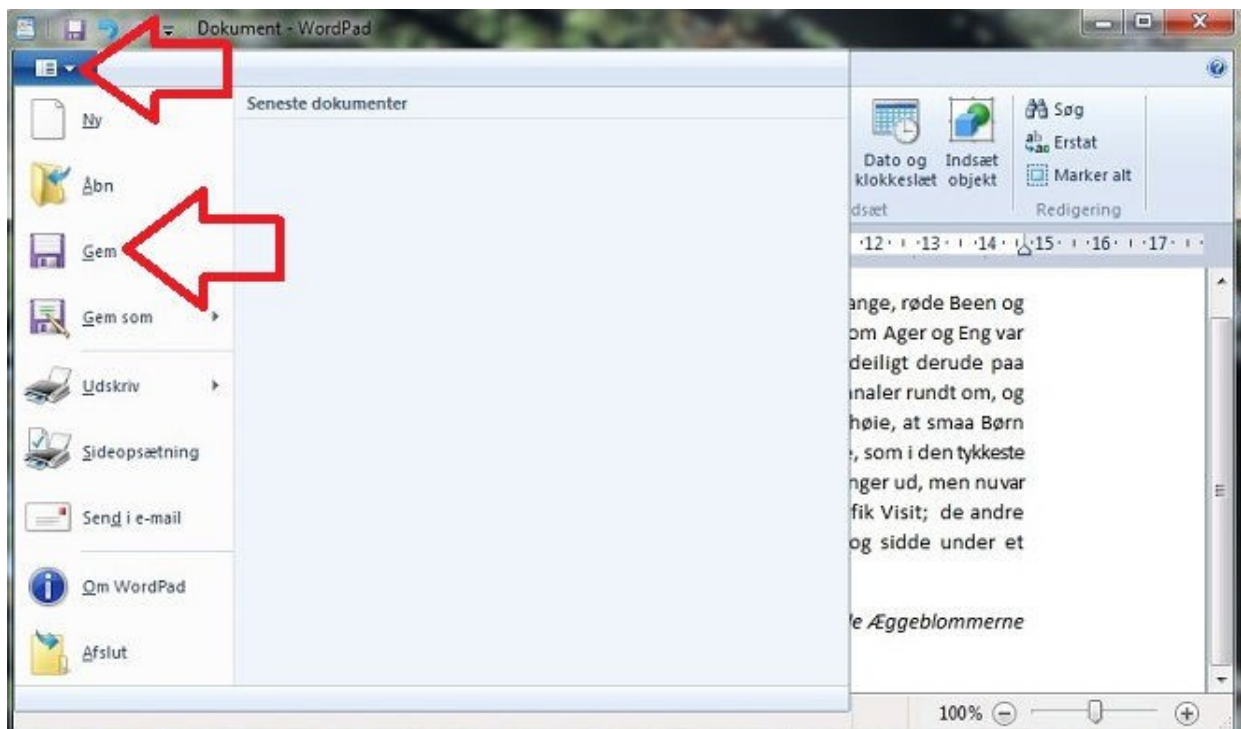 Dokument - WordPad
Ny
Åbn
Gem
Gem som
Udskriv
Sideopsætning
Send i e-mail
Om WordPad
Afslut
Seneste dokumenter
Dato og klokkeslæt
Indsæt objekt
Søg
Erstat
Marker alt
dsæt
Redigering
·12· ı ·13· ı ·14· ı ·15· ı ·16· ı ·17· ı ·
ange, røde Been og
om Ager og Eng var
deiligt derude paa
naler rundt om, og
høie, at smaa Børn
, som i den tykkeste
nger ud, men nuvar
fik Visit; de andre
og sidde under et
le Æggeblommerne
100%